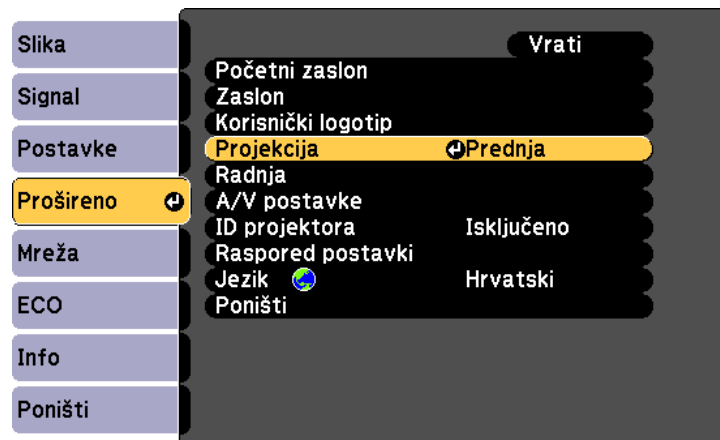 Slika
Signal
Postavke
Prošireno
Mreža
ECO
Info
Poništi
Vrati
Početni zaslon
Zaslon
Korisnički logotip
Projekcija Prednja
Radnja
A/V postavke
ID projektora Isključeno
Raspored postavki
Jezik Hrvatski
Poništi